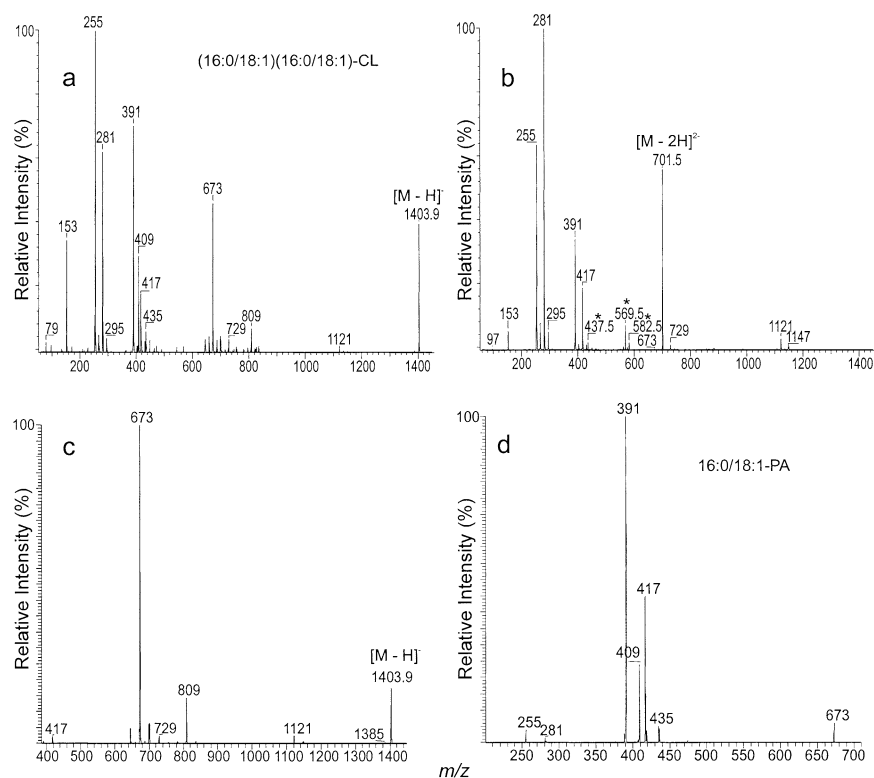 255
100
a
(16:0/18:1)(16:0/18:1)-CL
391
281
673
[M - H]-
1403.9
153
409
417
435
809
79
295
729
1121
200 400 600 800 1000 1200 1400
Relative Intensity (%)
281
100
b
255
[M - 2H]2-
701.5
391
417
153
295
*
569.5
*
437.5
582.5
*
97
673
729
1121
1147
200 400 600 800 1000 1200 1400
Relative Intensity (%)
673
100
c
[M - H]-
1403.9
809
417
729
1121
1385
400 500 600 700 800 900 1000 1100 1200 1300 1400
Relative Intensity (%)
391
100
d
16:0/18:1-PA
417
409
435
673
255
281
250 300 350 400 450 500 550 600 650 700
Relative Intensity (%)
m/z